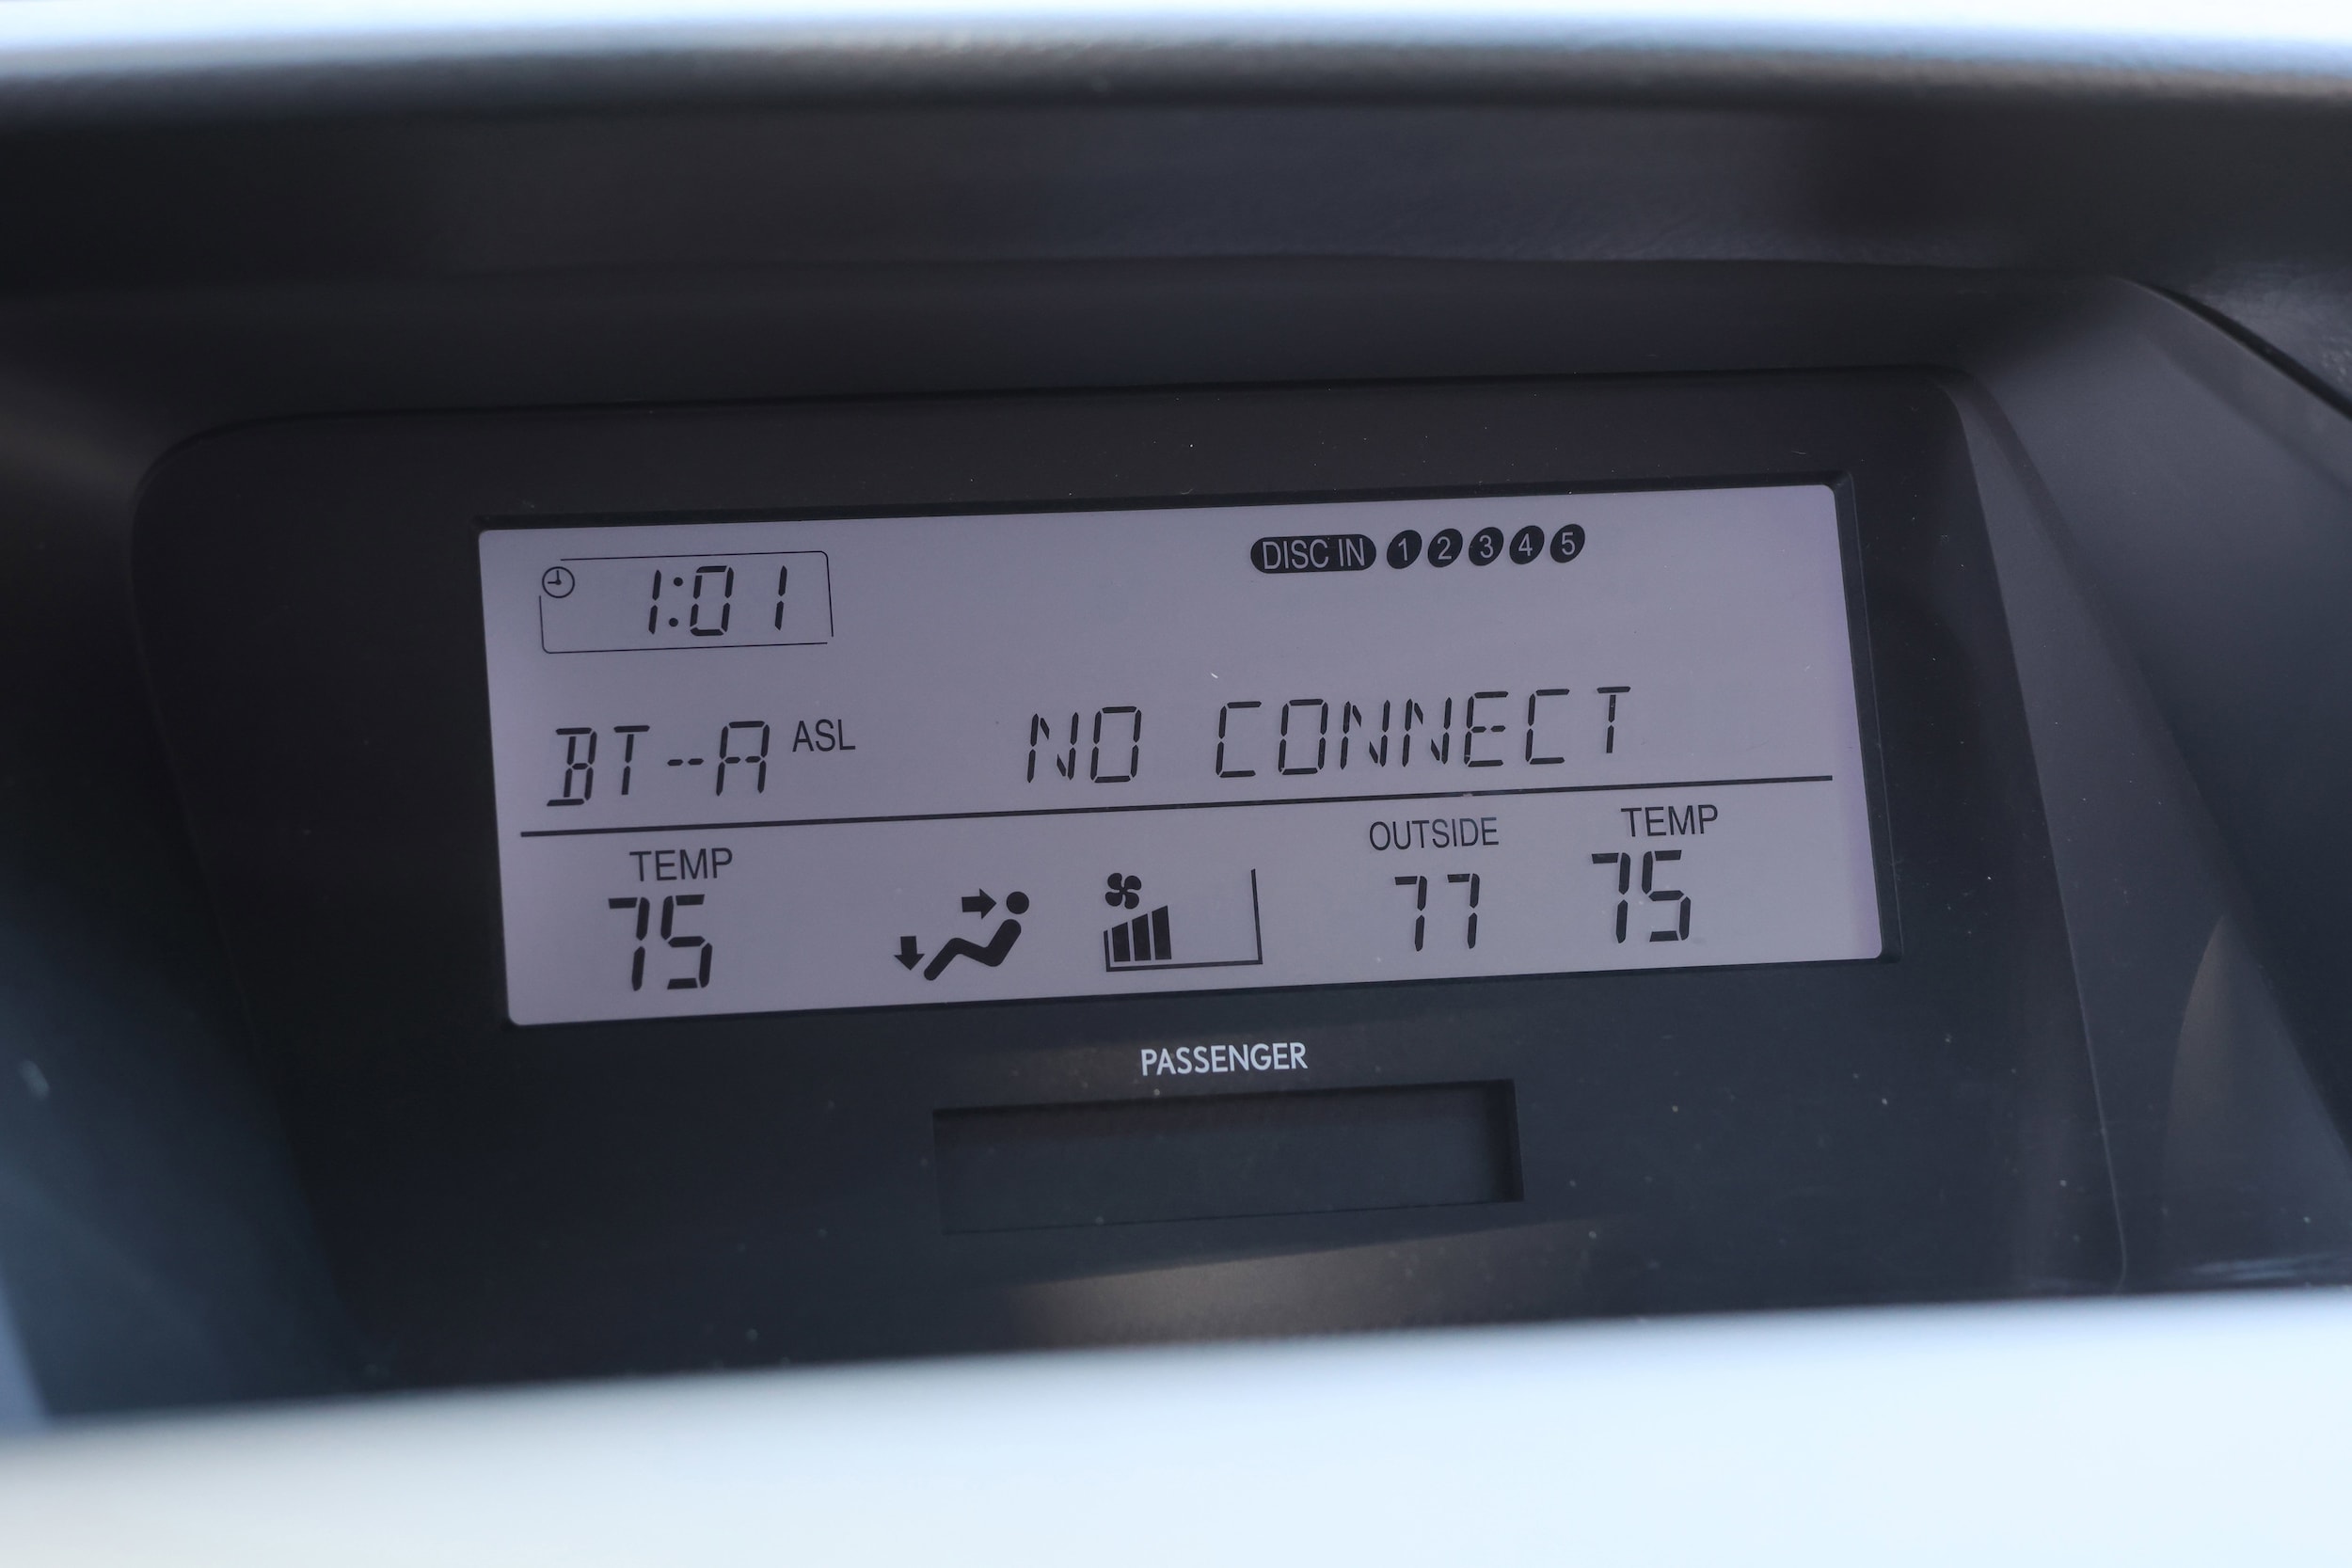 1:01
DISC IN 1 2 3 4 5
BT-A ASL NO CONNECT
TEMP OUTSIDE TEMP
75 77 75
PASSENGER